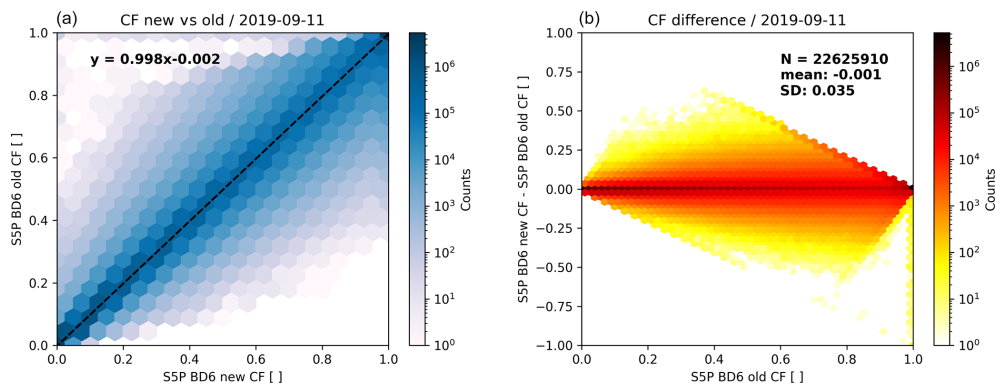 (a)
CF new vs old / 2019-09-11
y = 0.998x-0.002
1.0
0.8
0.6
0.4
0.2
0.0
S5P BD6 old CF [ ]
0.0 0.2 0.4 0.6 0.8 1.0
S5P BD6 new CF [ ]
10^6
10^5
10^4
10^3
10^2
10^1
10^0
Counts
(b)
CF difference / 2019-09-11
N = 22625910
mean: -0.001
SD: 0.035
1.00
0.75
0.50
0.25
0.00
−0.25
−0.50
−0.75
−1.00
S5P BD6 new CF - S5P BD6 old CF [ ]
0.0 0.2 0.4 0.6 0.8 1.0
S5P BD6 old CF [ ]
10^6
10^5
10^4
10^3
10^2
10^1
10^0
Counts